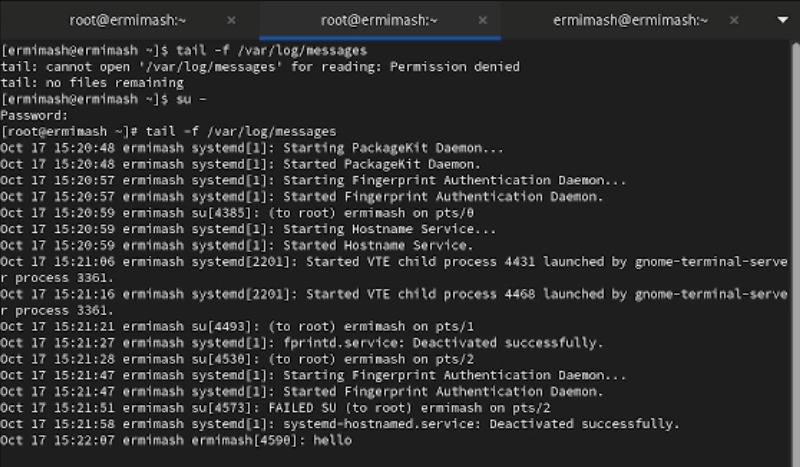 root@ermimash:~ × root@ermimash:~ × ermimash@ermimash:~ ×
[ermimash@ermimash ~]$ tail -f /var/log/messages
tail: cannot open '/var/log/messages' for reading: Permission denied
tail: no files remaining
[ermimash@ermimash ~]$ su -
Password:
[root@ermimash ~]# tail -f /var/log/messages
Oct 17 15:20:48 ermimash systemd[1]: Starting PackageKit Daemon...
Oct 17 15:20:48 ermimash systemd[1]: Started PackageKit Daemon.
Oct 17 15:20:57 ermimash systemd[1]: Starting Fingerprint Authentication Daemon...
Oct 17 15:20:57 ermimash systemd[1]: Started Fingerprint Authentication Daemon.
Oct 17 15:20:59 ermimash su[4385]: (to root) ermimash on pts/0
Oct 17 15:20:59 ermimash systemd[1]: Starting Hostname Service...
Oct 17 15:20:59 ermimash systemd[1]: Started Hostname Service.
Oct 17 15:21:06 ermimash systemd[2201]: Started VTE child process 4431 launched by gnome-terminal-serve
r process 3361.
Oct 17 15:21:16 ermimash systemd[2201]: Started VTE child process 4468 launched by gnome-terminal-serve
r process 3361.
Oct 17 15:21:21 ermimash su[4493]: (to root) ermimash on pts/1
Oct 17 15:21:27 ermimash systemd[1]: fprintd.service: Deactivated successfully.
Oct 17 15:21:28 ermimash su[4530]: (to root) ermimash on pts/2
Oct 17 15:21:47 ermimash systemd[1]: Starting Fingerprint Authentication Daemon...
Oct 17 15:21:47 ermimash systemd[1]: Started Fingerprint Authentication Daemon.
Oct 17 15:21:51 ermimash su[4573]: FAILED SU (to root) ermimash on pts/2
Oct 17 15:21:58 ermimash systemd[1]: systemd-hostnamed.service: Deactivated successfully.
Oct 17 15:22:07 ermimash ermimash[4590]: hello